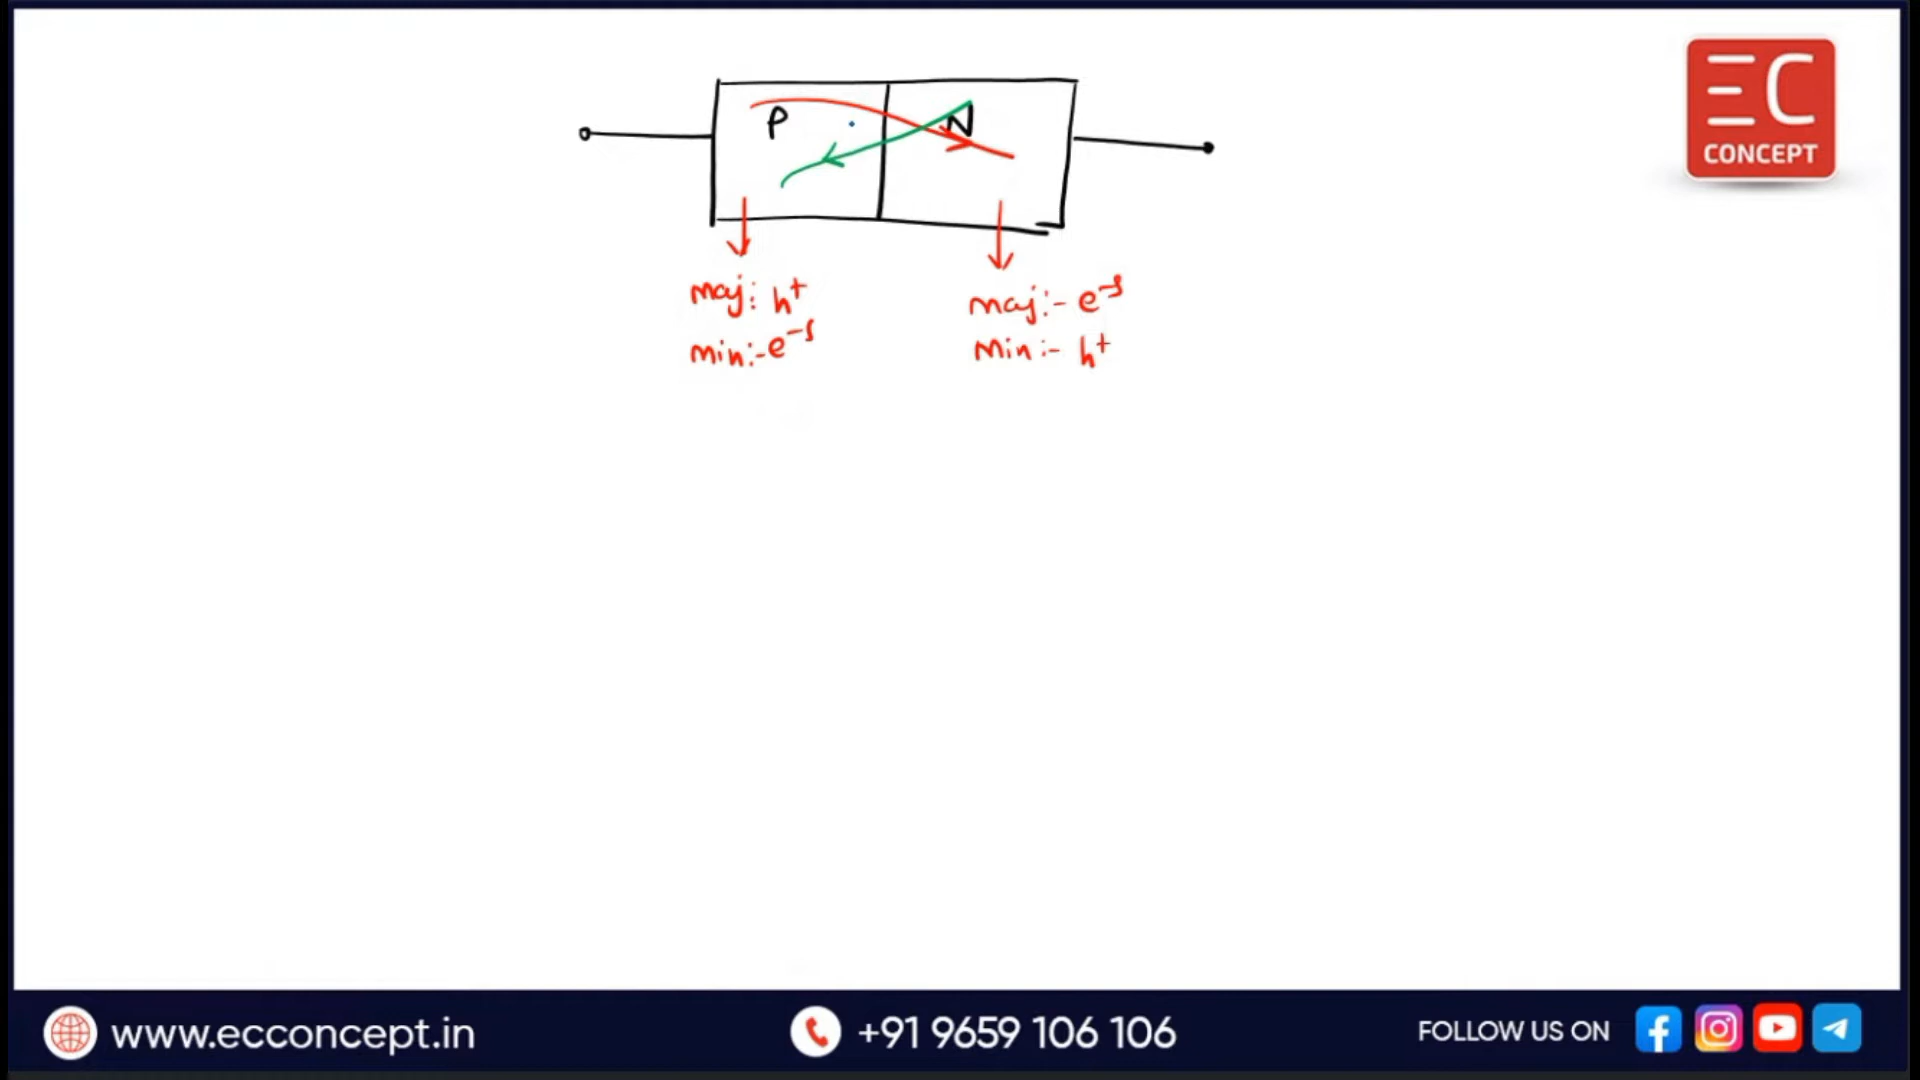 EC
CONCEPT
P N
maj: h+
min:-e-s
maj:- e-s
min:- h+
www.ecconcept.in
+91 9659 106 106
FOLLOW US ON